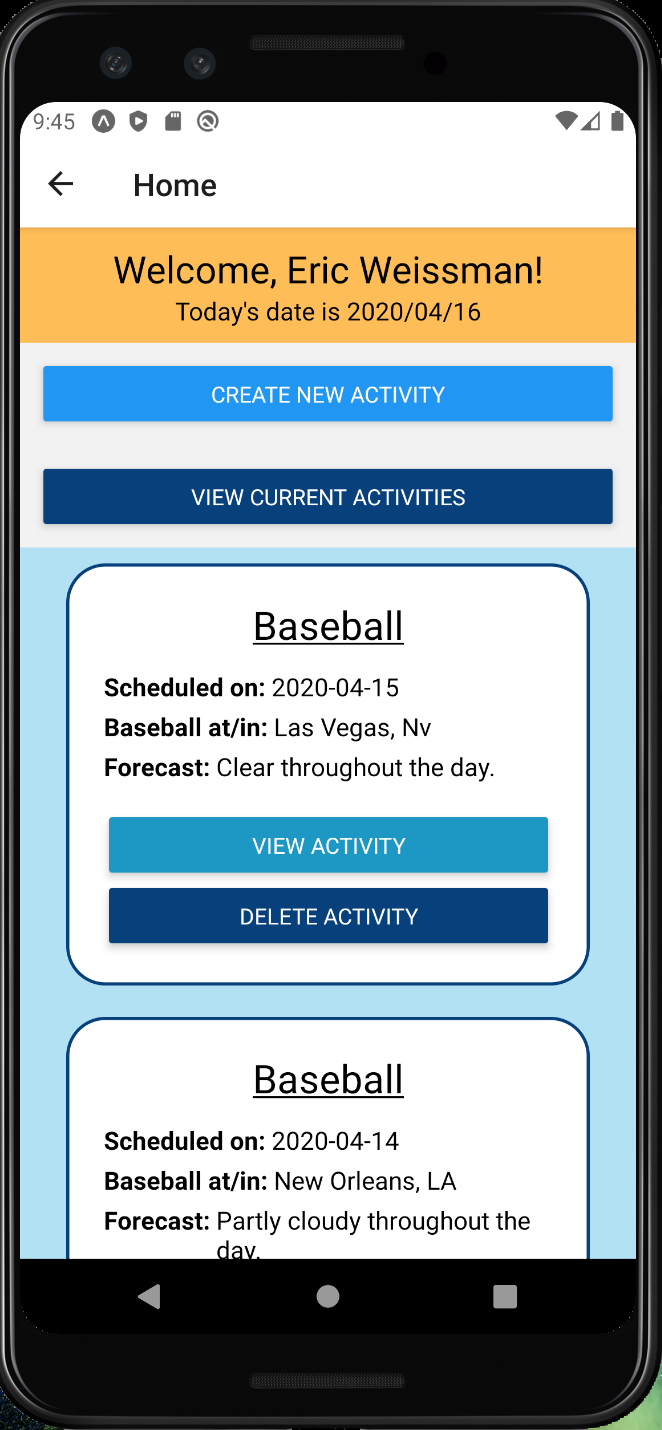 9:45
Home
Welcome, Eric Weissman!
Today's date is 2020/04/16
CREATE NEW ACTIVITY
VIEW CURRENT ACTIVITIES
Baseball
Scheduled on: 2020-04-15
Baseball at/in: Las Vegas, Nv
Forecast: Clear throughout the day.
VIEW ACTIVITY
DELETE ACTIVITY
Baseball
Scheduled on: 2020-04-14
Baseball at/in: New Orleans, LA
Forecast: Partly cloudy throughout the
day.